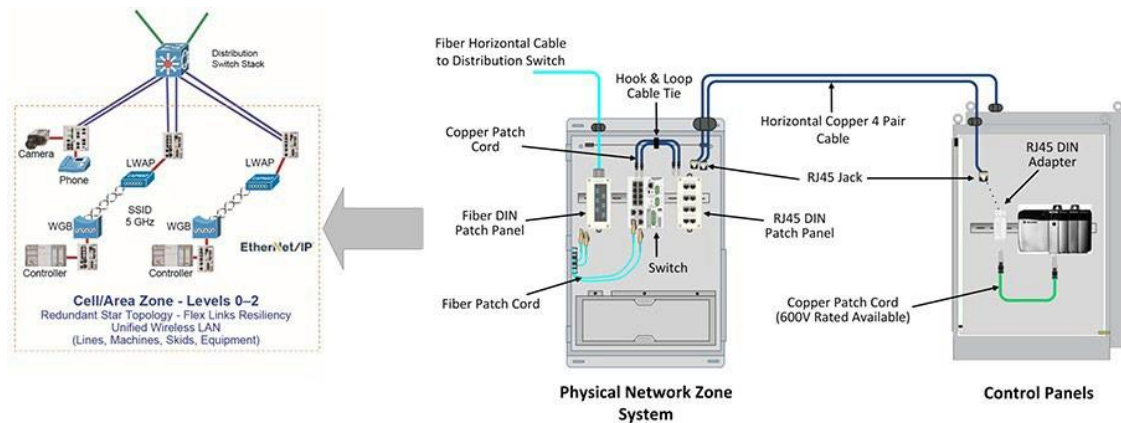 Distribution
Switch Stack
Camera
Phone
LWAP
LWAP
SSID
5 GHz
WGB
WGB
Controller
Controller
EtherNet/IP
Cell/Area Zone - Levels 0–2
Redundant Star Topology - Flex Links Resiliency
Unified Wireless LAN
(Lines, Machines, Skids, Equipment)
Fiber Horizontal Cable
to Distribution Switch
Hook & Loop
Cable Tie
Copper Patch
Cord
Horizontal Copper 4 Pair
Cable
RJ45 DIN
Adapter
RJ45 Jack
Fiber DIN
Patch Panel
RJ45 DIN
Patch Panel
Switch
Fiber Patch Cord
Copper Patch Cord
(600V Rated Available)
Physical Network Zone
System
Control Panels